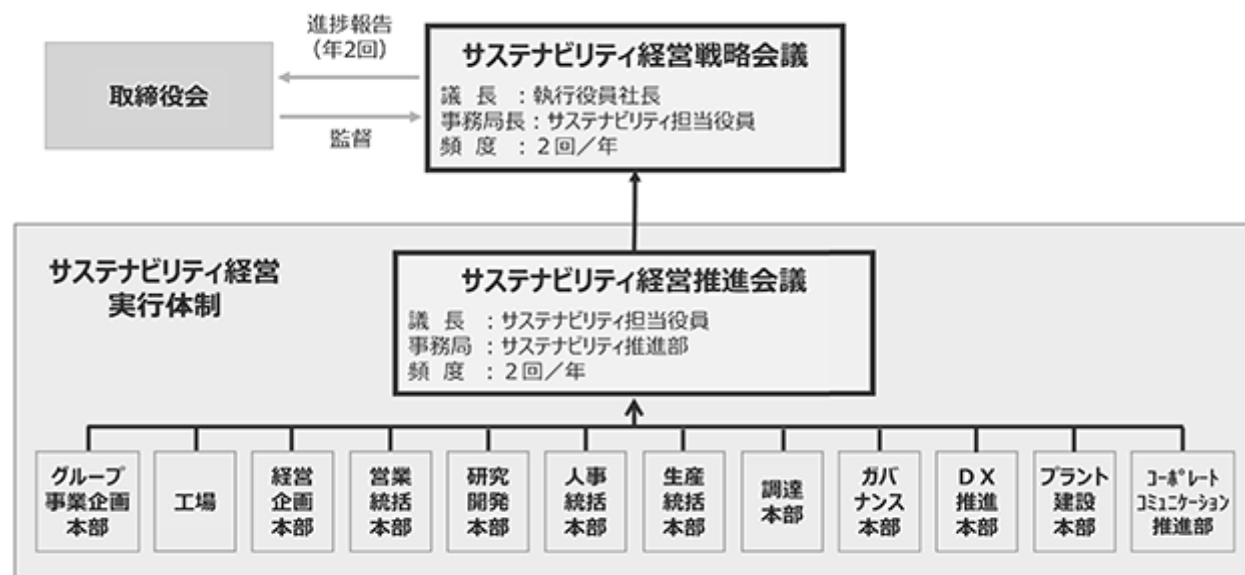 進捗報告
(年2回)
取締役会
監督
サステナビリティ経営戦略会議
議 長 :執行役員社長
事務局長:サステナビリティ担当役員
頻 度 :2回/年
サステナビリティ経営
実行体制
サステナビリティ経営推進会議
議 長 :サステナビリティ担当役員
事務局 :サステナビリティ推進部
頻 度 :2回/年
グループ
事業企画
本部
工場
経営
企画
本部
営業
統括
本部
研究
開発
本部
人事
統括
本部
生産
統括
本部
調達
本部
ガバ
ナンス
本部
DX
推進
本部
プラント
建設
本部
コーポレート
コミュニケーション
推進部